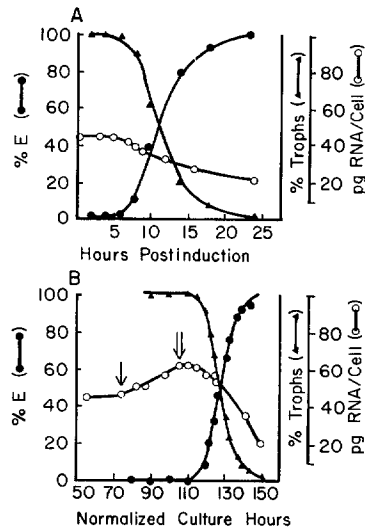 A
100
80
60
40
20
0
% E (●—●)
5 10 15 20 25
Hours Postinduction
80
60
40
20
% Trophs (▲—▲)
pg RNA/Cell (○—○)
B
100
80
60
40
20
0
% E (●—●)
50 70 90 110 130 150
Normalized Culture Hours
80
60
40
20
% Trophs (▲—▲)
pg RNA/Cell (○—○)